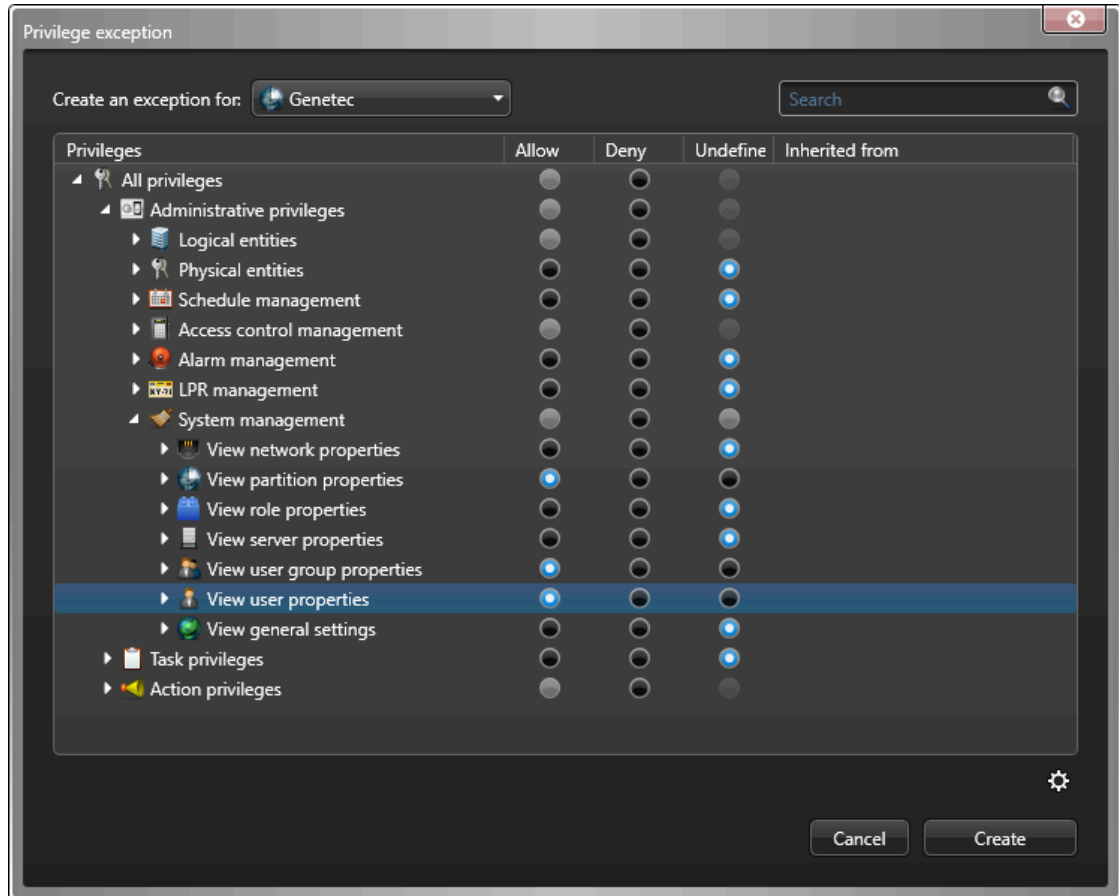 Privilege exception
Create an exception for: Genetec Search
Privileges Allow Deny Undefine Inherited from
All privileges
Administrative privileges
Logical entities
Physical entities
Schedule management
Access control management
Alarm management
LPR management
System management
View network properties
View partition properties
View role properties
View server properties
View user group properties
View user properties
View general settings
Task privileges
Action privileges
Cancel Create